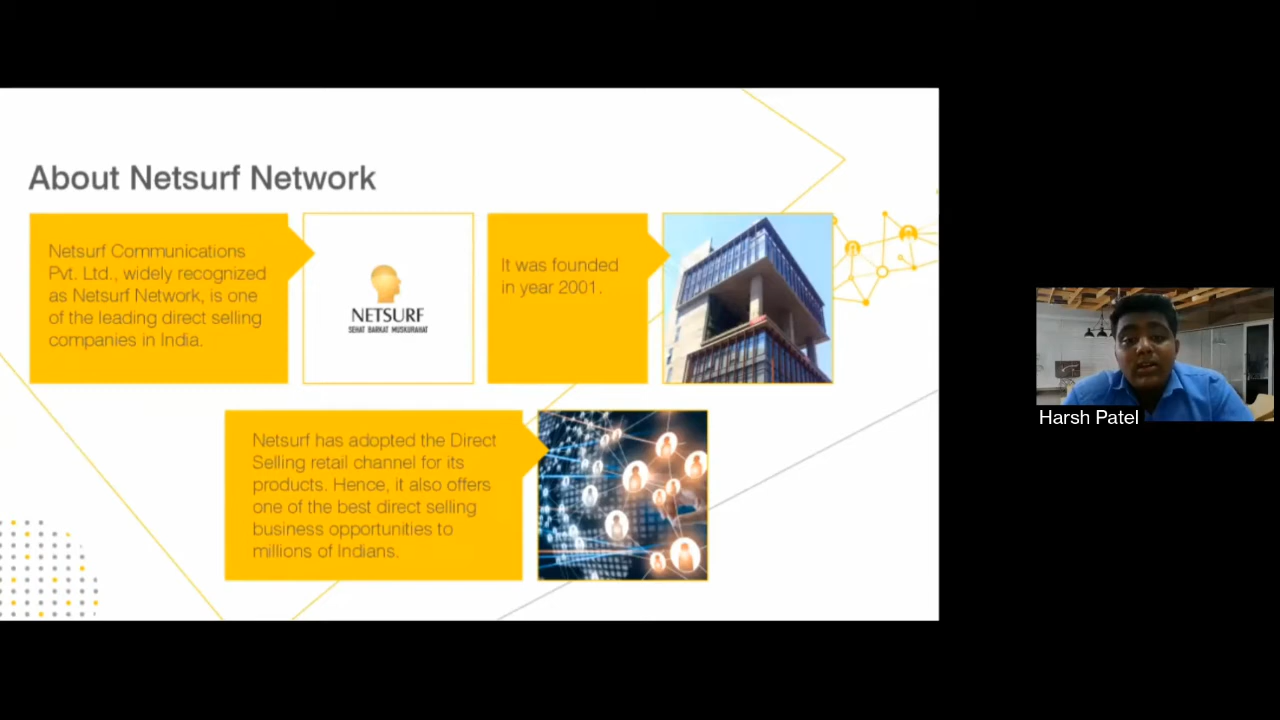 About Netsurf Network
Netsurf Communications
Pvt. Ltd., widely recognized
as Netsurf Network, is one
of the leading direct selling
companies in India.
NETSURF
SEHAT BARKAT MUSKURAHAT
It was founded
in year 2001.
Netsurf has adopted the Direct
Selling retail channel for its
products. Hence, it also offers
one of the best direct selling
business opportunities to
millions of Indians.
Harsh Patel